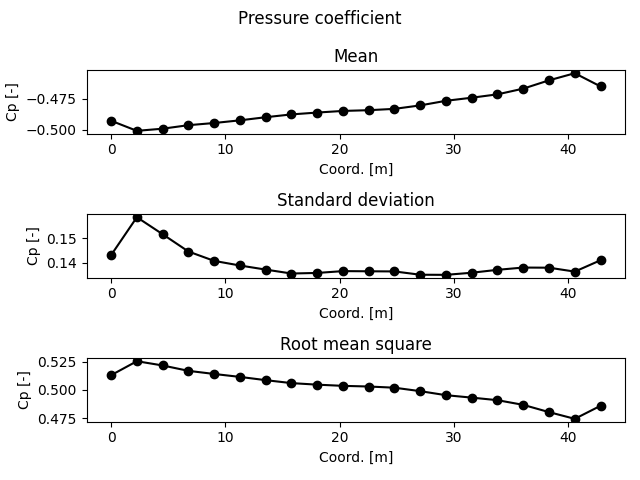 Pressure coefficient
Mean
Cp [-]
−0.475
−0.500
0 10 20 30 40
Coord. [m]
Standard deviation
Cp [-]
0.15
0.14
0 10 20 30 40
Coord. [m]
Root mean square
Cp [-]
0.525
0.500
0.475
0 10 20 30 40
Coord. [m]